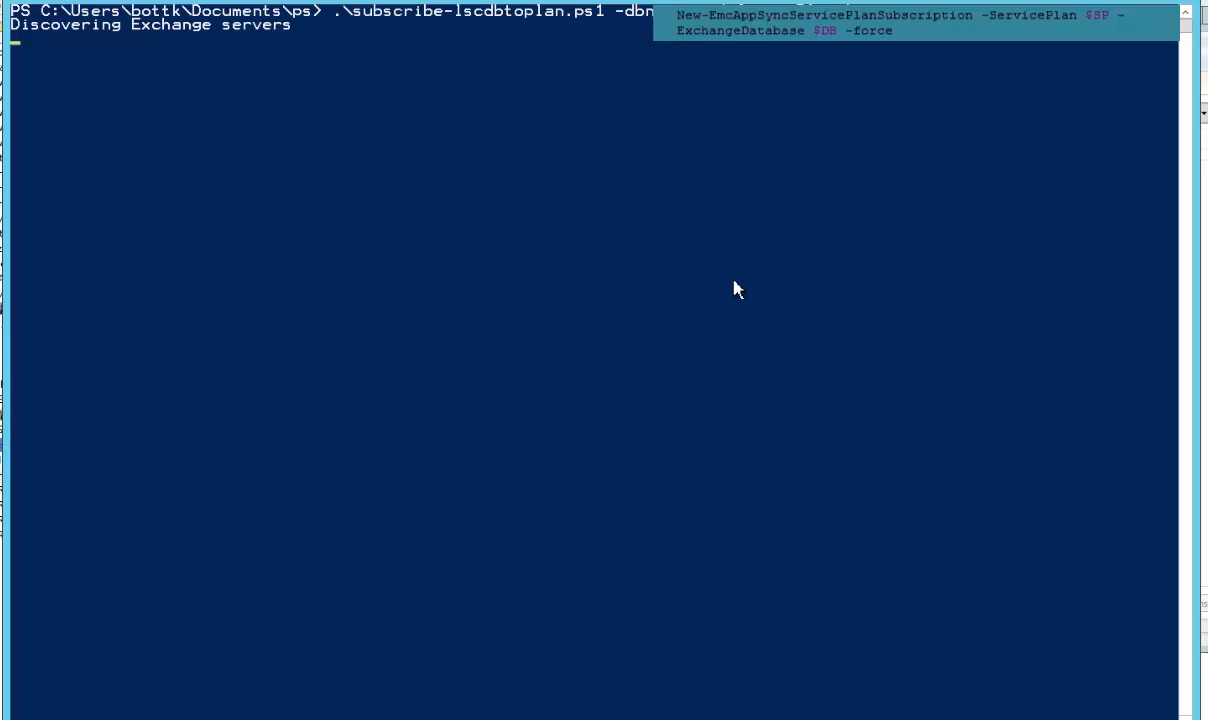 PS C:\Users\bottk\Documents\ps> .\subscribe-lscdbtoplan.ps1 -dbn
Discovering Exchange servers
New-EmcAppSyncServicePlanSubscription -ServicePlan $SP -
ExchangeDatabase $DB -force